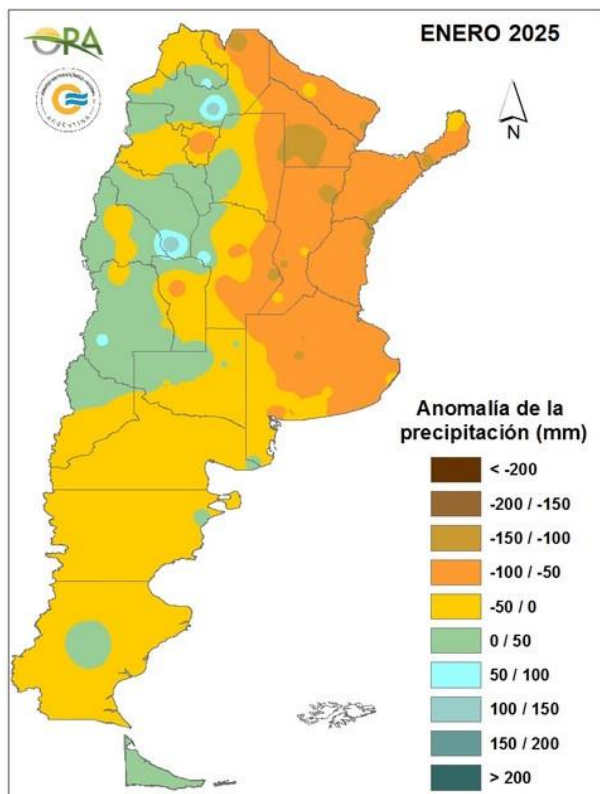 ORA
ENERO 2025
ARGENTINA
N
Anomalía de la
precipitación (mm)
< -200
-200 / -150
-150 / -100
-100 / -50
-50 / 0
0 / 50
50 / 100
100 / 150
150 / 200
> 200